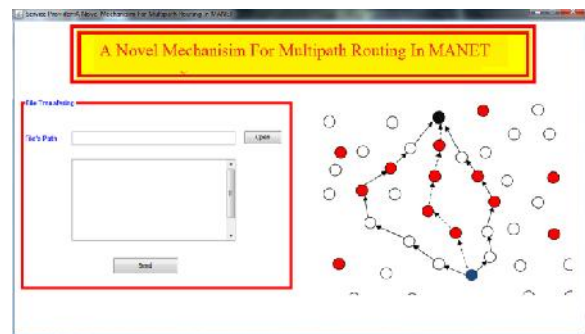 Service Provider:A Novel Mechanisim For Multipath Routing In MANET
A Novel Mechanisim For Multipath Routing In MANET
File Transfering
File's Path
Open
Send